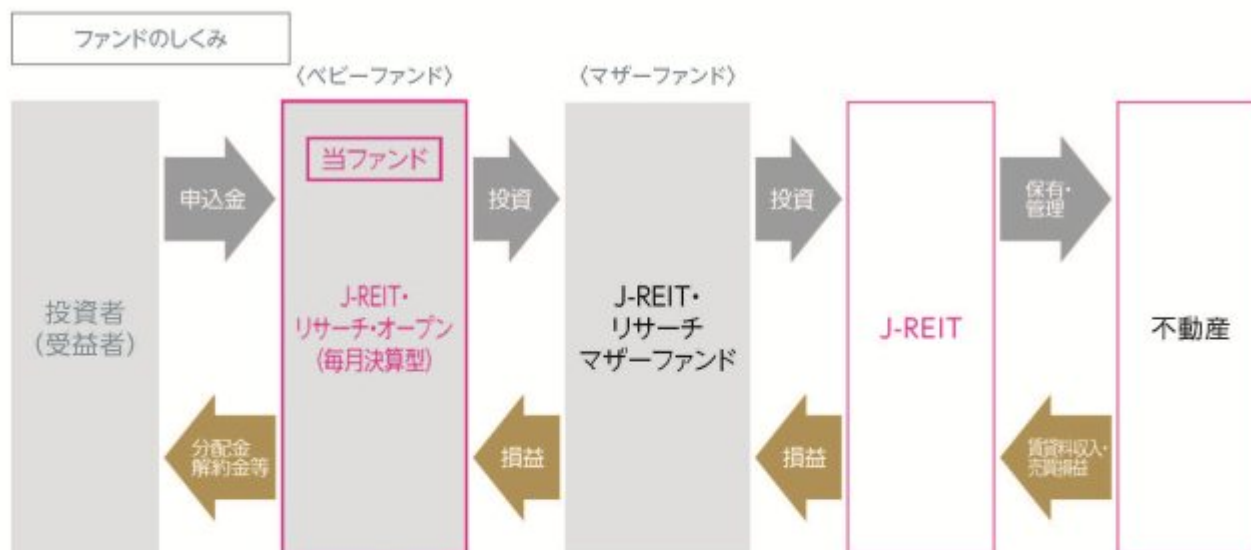 ファンドのしくみ
〈ベビーファンド〉
〈マザーファンド〉
投資者
(受益者)
申込金
分配金
解約金等
当ファンド
J-REIT・
リサーチ・オープン
(毎月決算型)
投資
損益
J-REIT・
リサーチ
マザーファンド
投資
損益
J-REIT
保有・
管理
賃貸料収入・
売買損益
不動産